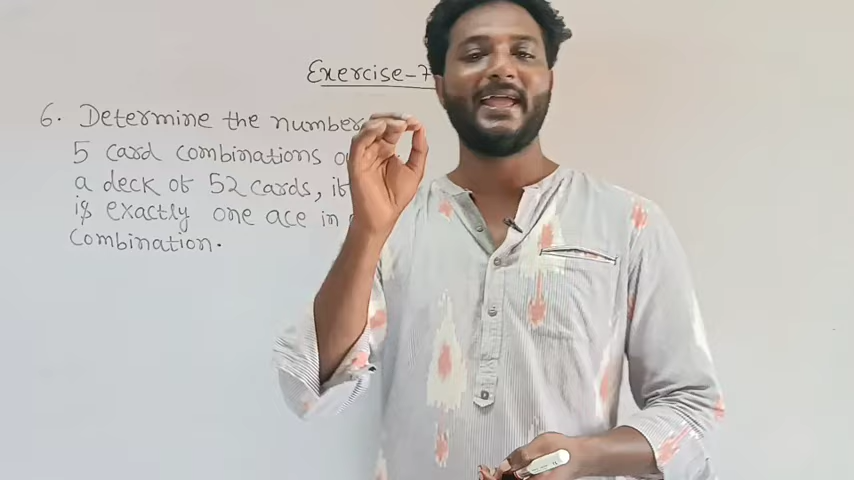 Exercise-7
6. Determine the number
5 card combinations
a deck of 52 cards, if
is exactly one ace in
combination.